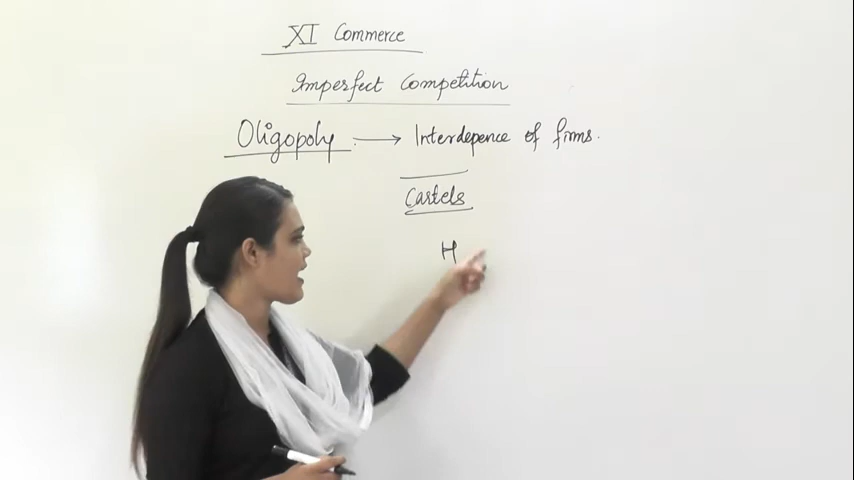 XI Commerce
Imperfect Competition
Oligopoly → Interdepence of firms.
Cartels
H